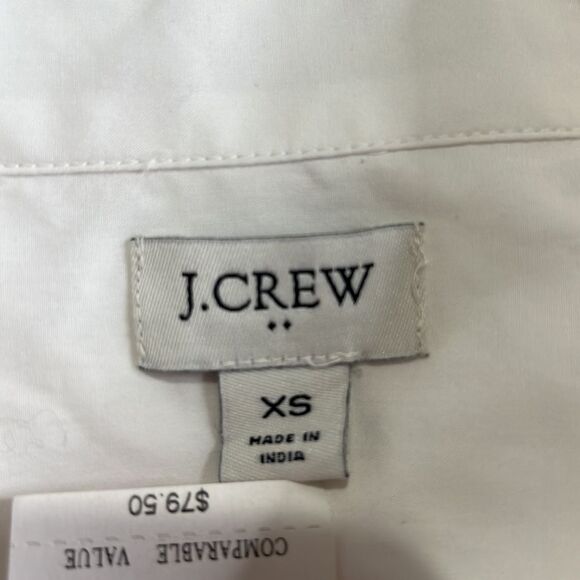 J.CREW
XS
MADE IN
INDIA
$79.50
COMPARABLE VALUE